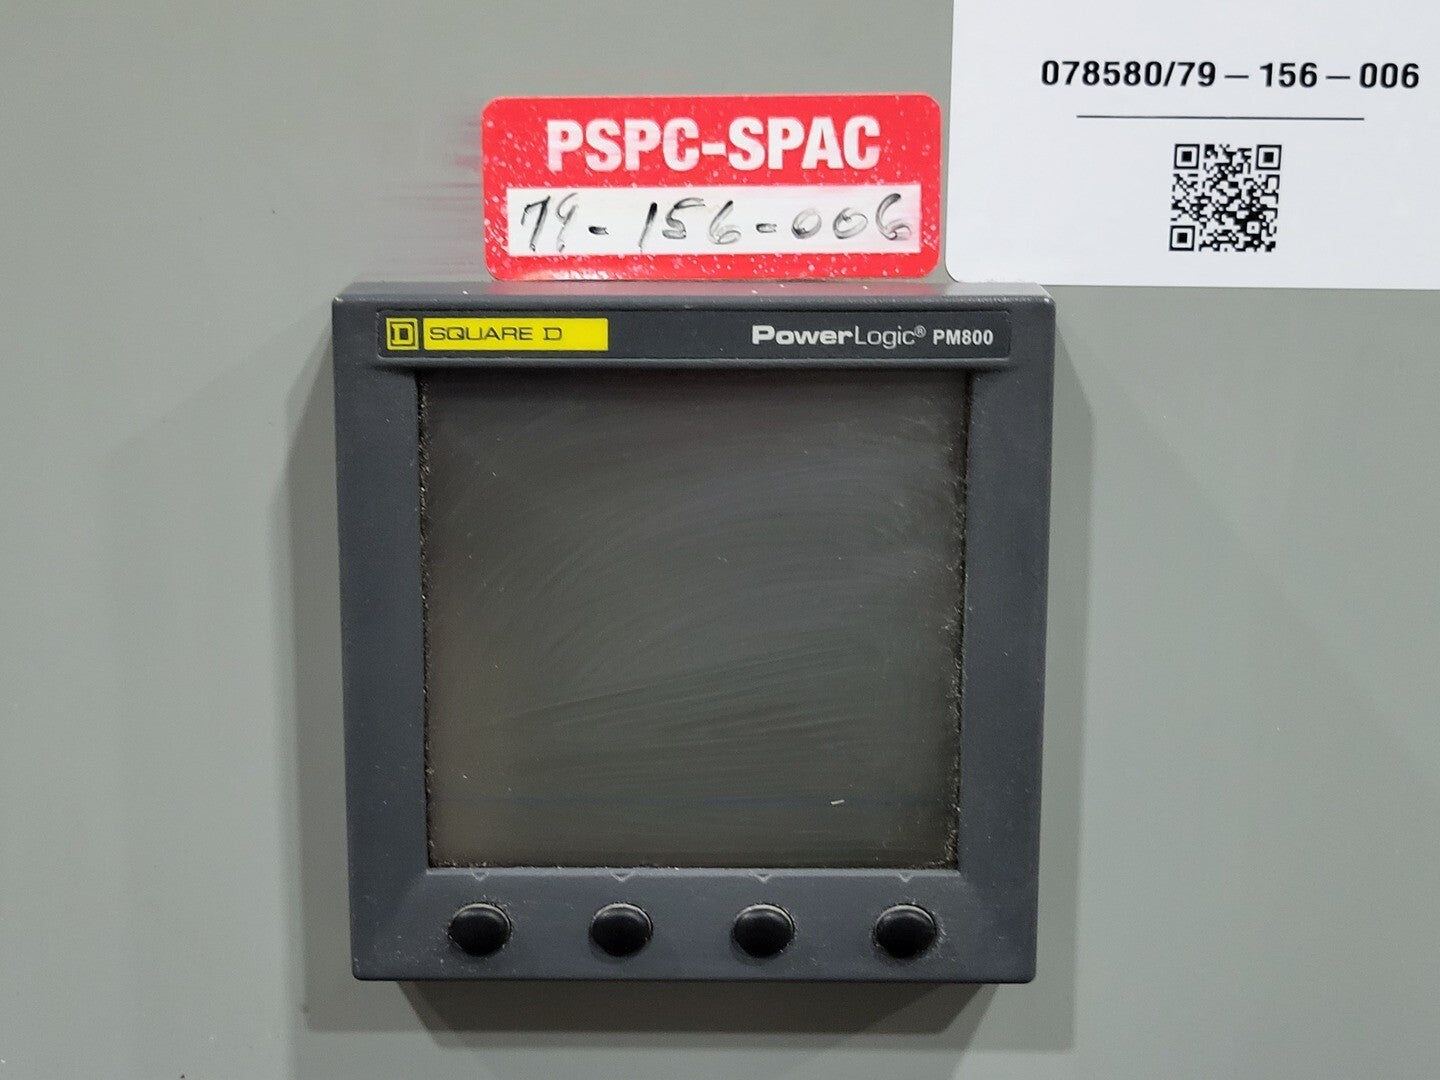 078580/79 – 156 – 006
PSPC-SPAC
79-156-006
D SQUARE D PowerLogic® PM800